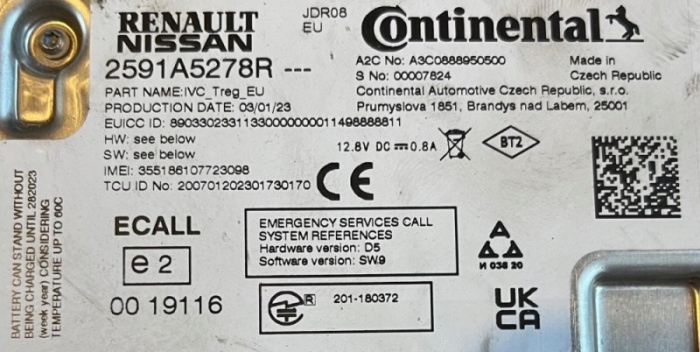 RENAULT
NISSAN
JDR08
EU
Continental
2591A5278R ---
PART NAME:IVC_Treg_EU
PRODUCTION DATE: 03/01/23
EUICC ID: 89033023311330000000011498888811
HW: see below
SW: see below
IMEI: 355186107723098
TCU ID No: 200701202301730170
A2C No: A3C0888950500
S No: 00007824
Made in
Czech Republic
Continental Automotive Czech Republic, s.r.o.
Prumyslova 1851, Brandys nad Labem, 25001
12.8V DC 0.8A
BT2
CE
BATTERY CAN STAND WITHOUT
BEING CHARGED UNTIL 282023
(week year) CONSIDERING
TEMPERATURE UP TO 60C
ECALL
e 2
00 19116
EMERGENCY SERVICES CALL
SYSTEM REFERENCES
Hardware version: D5
Software version: SW9
R 201-180372
И 038 20
UK
CA